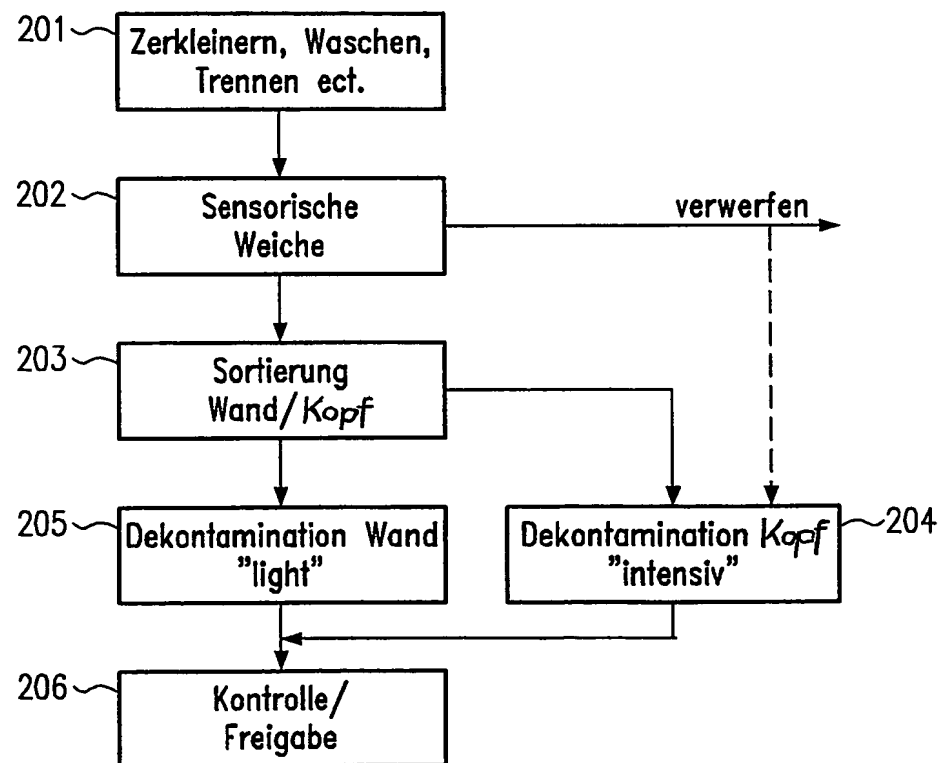 201
Zerkleinern, Waschen,
Trennen ect.
202
Sensorische
Weiche
verwerfen
203
Sortierung
Wand/Kopf
205
Dekontamination Wand
"light"
Dekontamination Kopf
"intensiv"
204
206
Kontrolle/
Freigabe